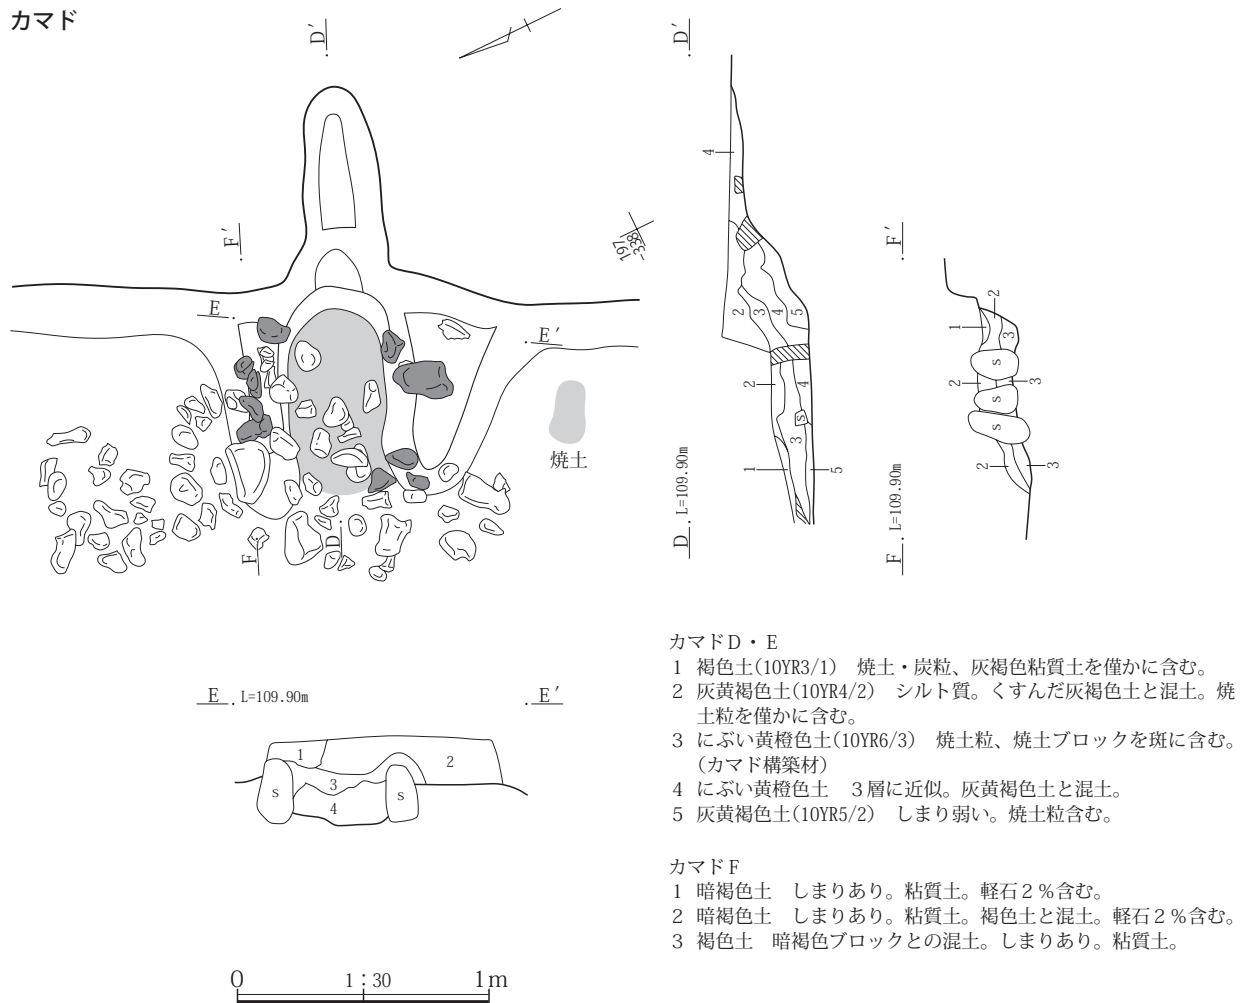 カマド
D′
D′
4
F′
197
-338
F′
E
E′
2
3
4
5
2
1
3
s
2
3
s
s
2
4
s
3
1
5
2
3
焼土
D
L=109.90m
F
L=109.90m
F
D
E
L=109.90m
E′
1
2
3
4
s
s
カマドD・E
1 褐色土(10YR3/1) 焼土・炭粒、灰褐色粘質土を僅かに含む。
2 灰黄褐色土(10YR4/2) シルト質。くすんだ灰褐色土と混土。焼
土粒を僅かに含む。
3 にぶい黄橙色土(10YR6/3) 焼土粒、焼土ブロックを斑に含む。
(カマド構築材)
4 にぶい黄橙色土 3層に近似。灰黄褐色土と混土。
5 灰黄褐色土(10YR5/2) しまり弱い。焼土粒含む。
カマドF
1 暗褐色土 しまりあり。粘質土。軽石2%含む。
2 暗褐色土 しまりあり。粘質土。褐色土と混土。軽石2%含む。
3 褐色土 暗褐色ブロックとの混土。しまりあり。粘質土。
0 1:30 1m